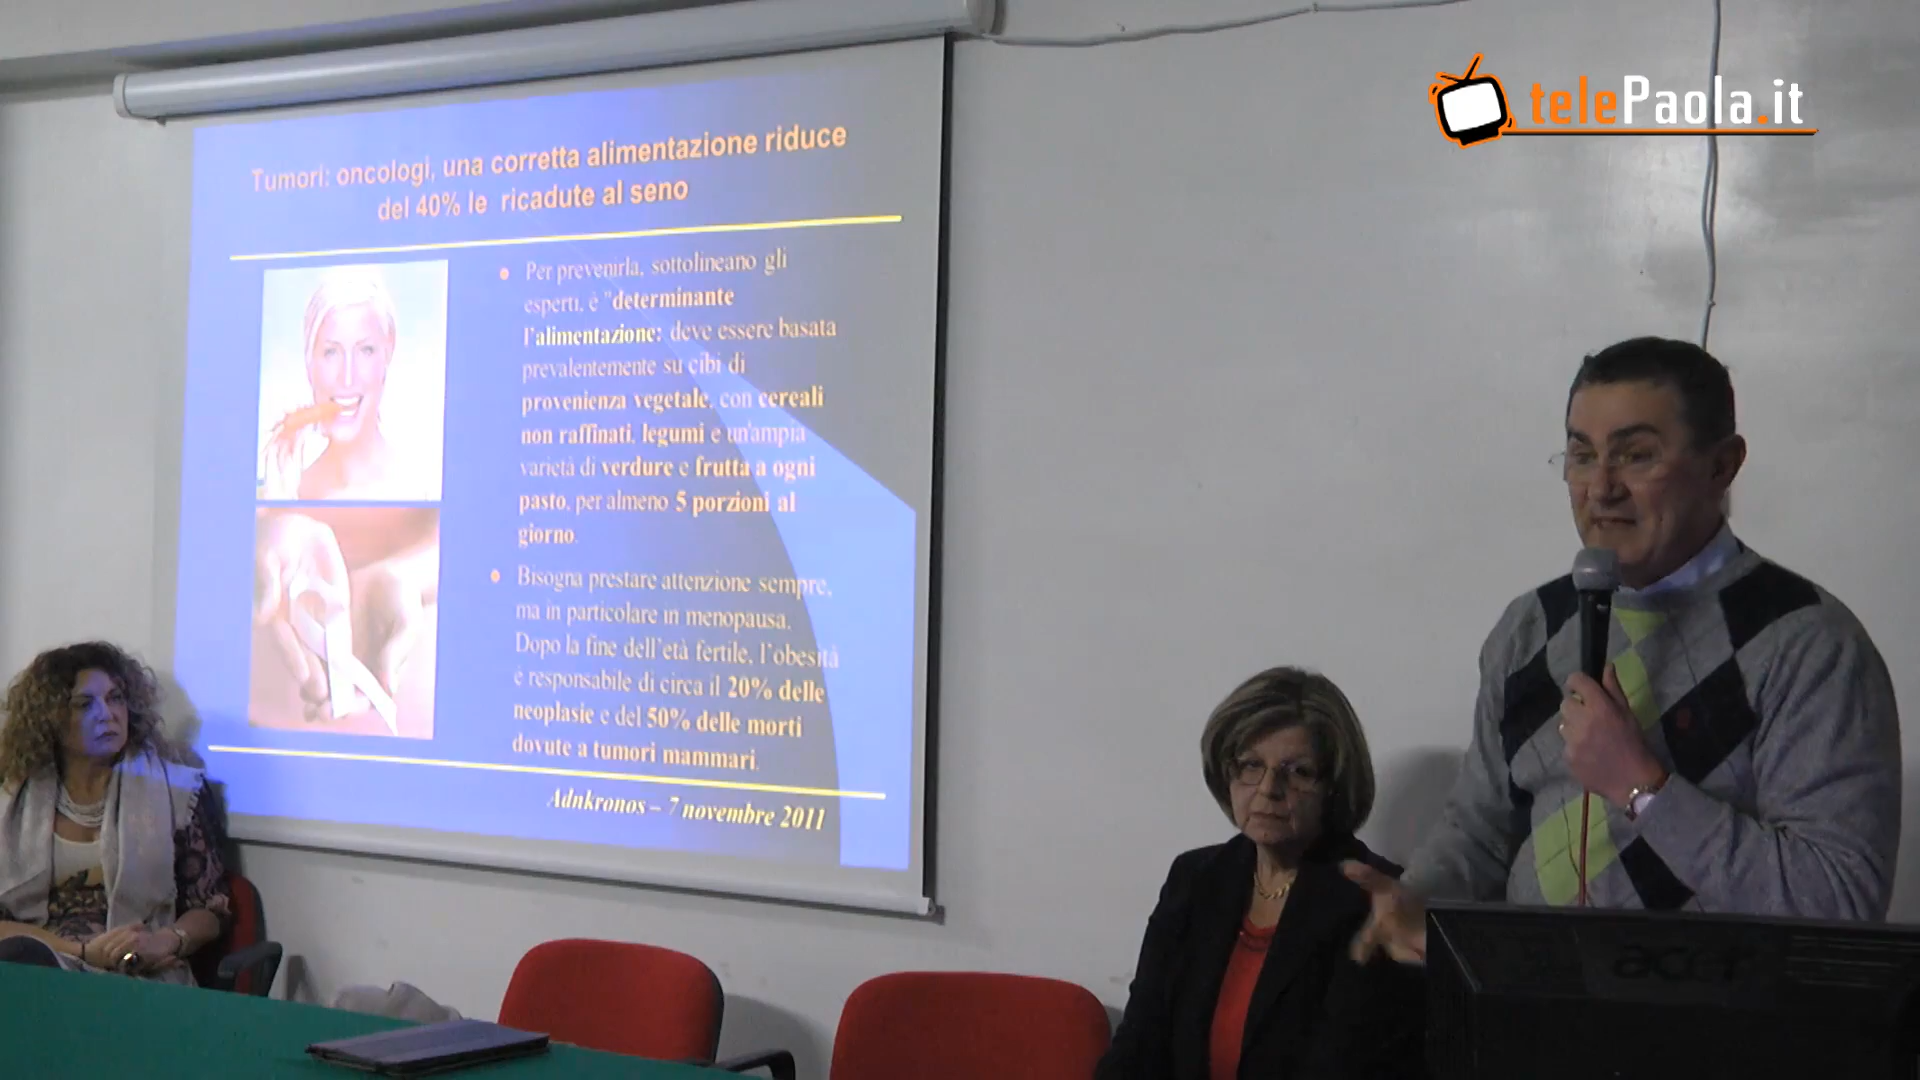 telePaola.it
Tumori: oncologi, una corretta alimentazione riduce
del 40% le ricadute al seno
Per prevenirla, sottolineano gli
esperti, è "determinante
l'alimentazione: deve essere basata
prevalentemente su cibi di
provenienza vegetale, con cereali
non raffinati, legumi e un'ampia
varietà di verdure e frutta a ogni
pasto, per almeno 5 porzioni al
giorno.
Bisogna prestare attenzione sempre,
ma in particolare in menopausa.
Dopo la fine dell'età fertile, l'obesità
è responsabile di circa il 20% delle
neoplasie e del 50% delle morti
dovute a tumori mammari.
Adnkronos – 7 novembre 2011
acer